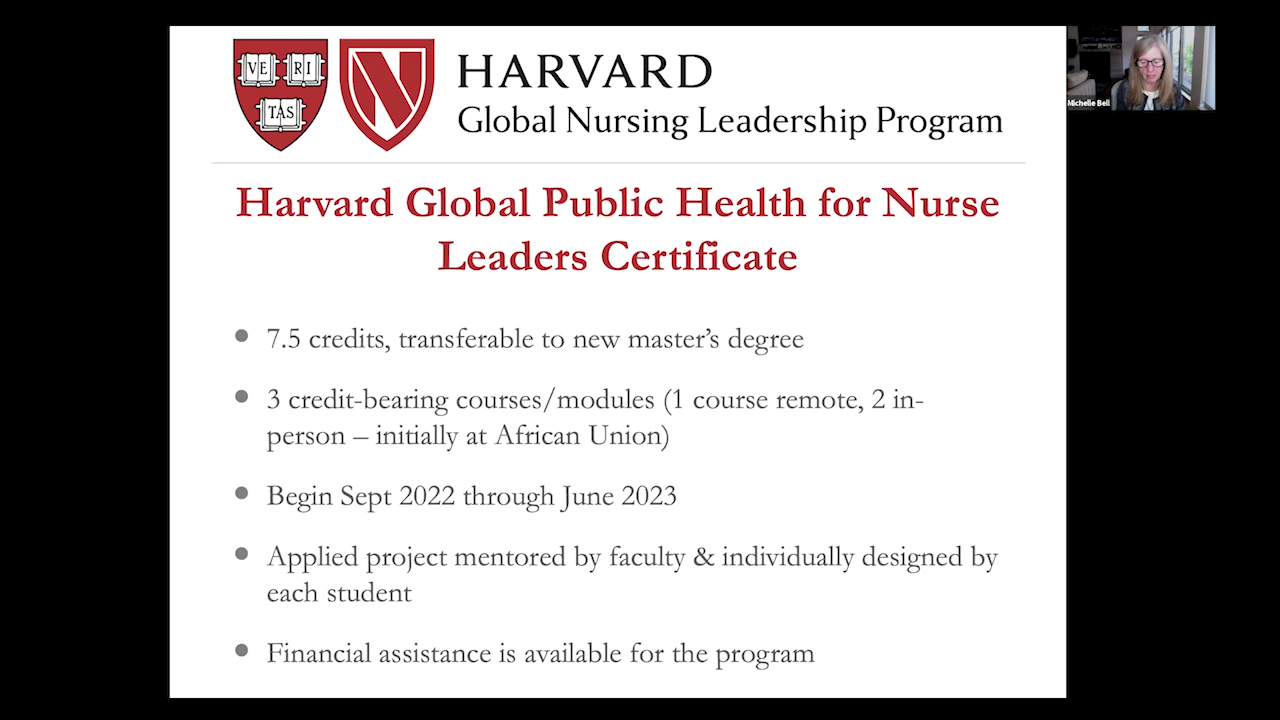 VE RI
TAS
N
HARVARD
Global Nursing Leadership Program
Michelle Bell
Harvard Global Public Health for Nurse
Leaders Certificate
• 7.5 credits, transferable to new master’s degree
• 3 credit-bearing courses/modules (1 course remote, 2 in-
person – initially at African Union)
• Begin Sept 2022 through June 2023
• Applied project mentored by faculty & individually designed by
each student
• Financial assistance is available for the program